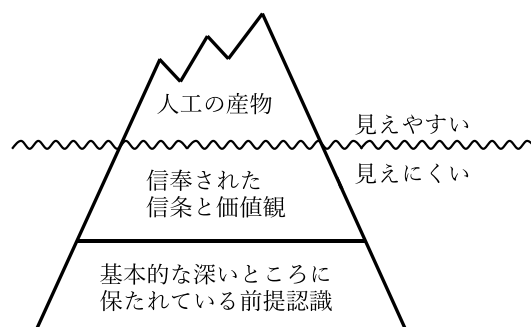 人工の産物
見えやすい
見えにくい
信奉された
信条と価値観
基本的な深いところに
保たれている前提認識